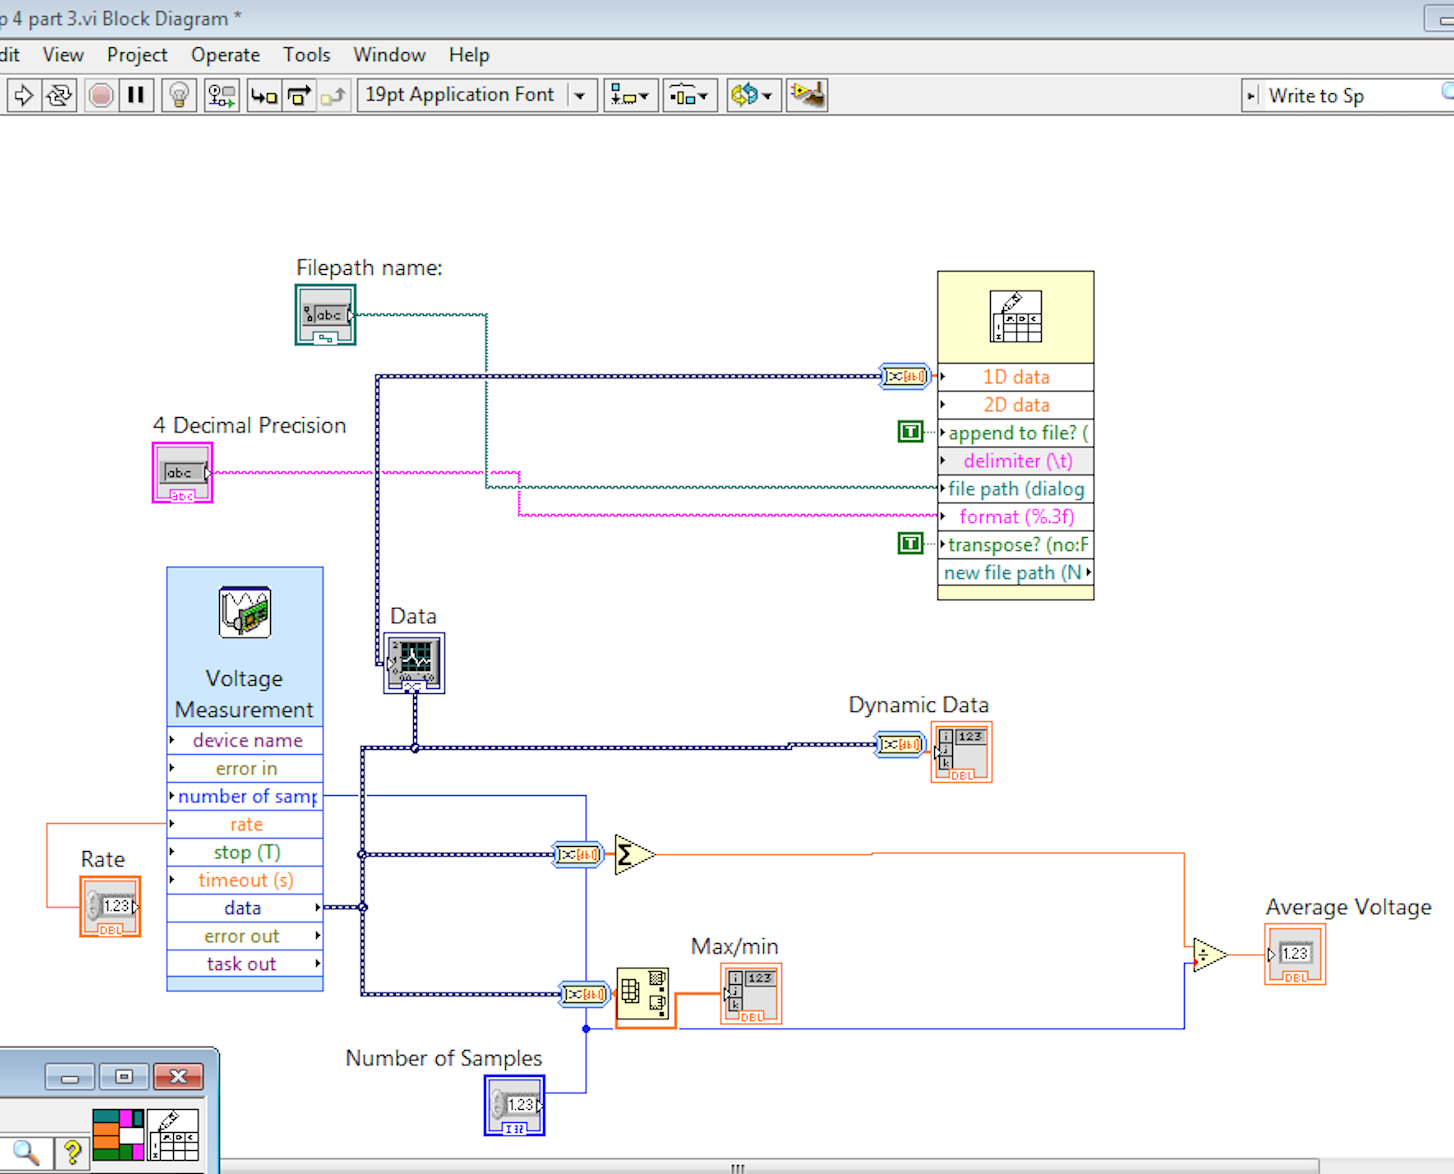 p 4 part 3.vi Block Diagram *
dit View Project Operate Tools Window Help
19pt Application Font
Write to Sp
Filepath name:
abc
1D data
2D data
4 Decimal Precision
T
append to file? (
abc
abc
delimiter (\t)
file path (dialog
format (%.3f)
T
transpose? (no:F
new file path (N
Data
Voltage
Measurement
Dynamic Data
device name
i 123
j
k
DBL
error in
number of samp
rate
stop (T)
Σ
Rate
timeout (s)
1.23
DBL
data
error out
task out
Average Voltage
÷
1.23
DBL
Max/min
i 123
j
k
DBL
Number of Samples
1.23
I32
?